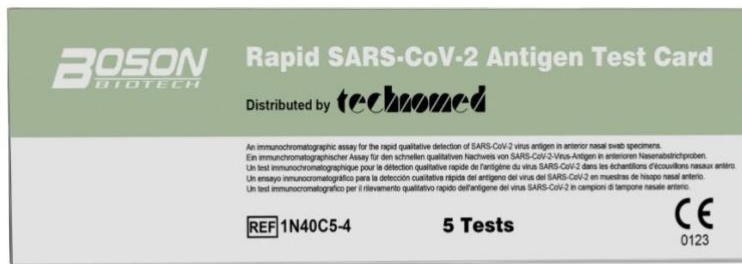 BOSON
BIOTECH
Rapid SARS-CoV-2 Antigen Test Card
Distributed by technomed
An immunochromatographic assay for the rapid qualitative detection of SARS-CoV-2 virus antigen in anterior nasal swab specimens.
Ein immunchromatographischer Assay für den schnellen qualitativen Nachweis von SARS-CoV-2-Virus-Antigen in anterioren Nasenabstrichproben.
Un test immunochromatographique pour la détection qualitative rapide de l'antigène du virus SARS-CoV-2 dans les échantillons d'écouvillons nasaux antéro.
Un ensayo inmunocromatográfico para la detección cualitativa rápida del antígeno del virus del SARS-CoV-2 en muestras de hisopo nasal anterio.
Un test immunocromatografico per il rilevamento qualitativo rapido dell'antigene del virus SARS-CoV-2 in campioni di tampone nasale anterio.
REF 1N40C5-4
5 Tests
CE
0123